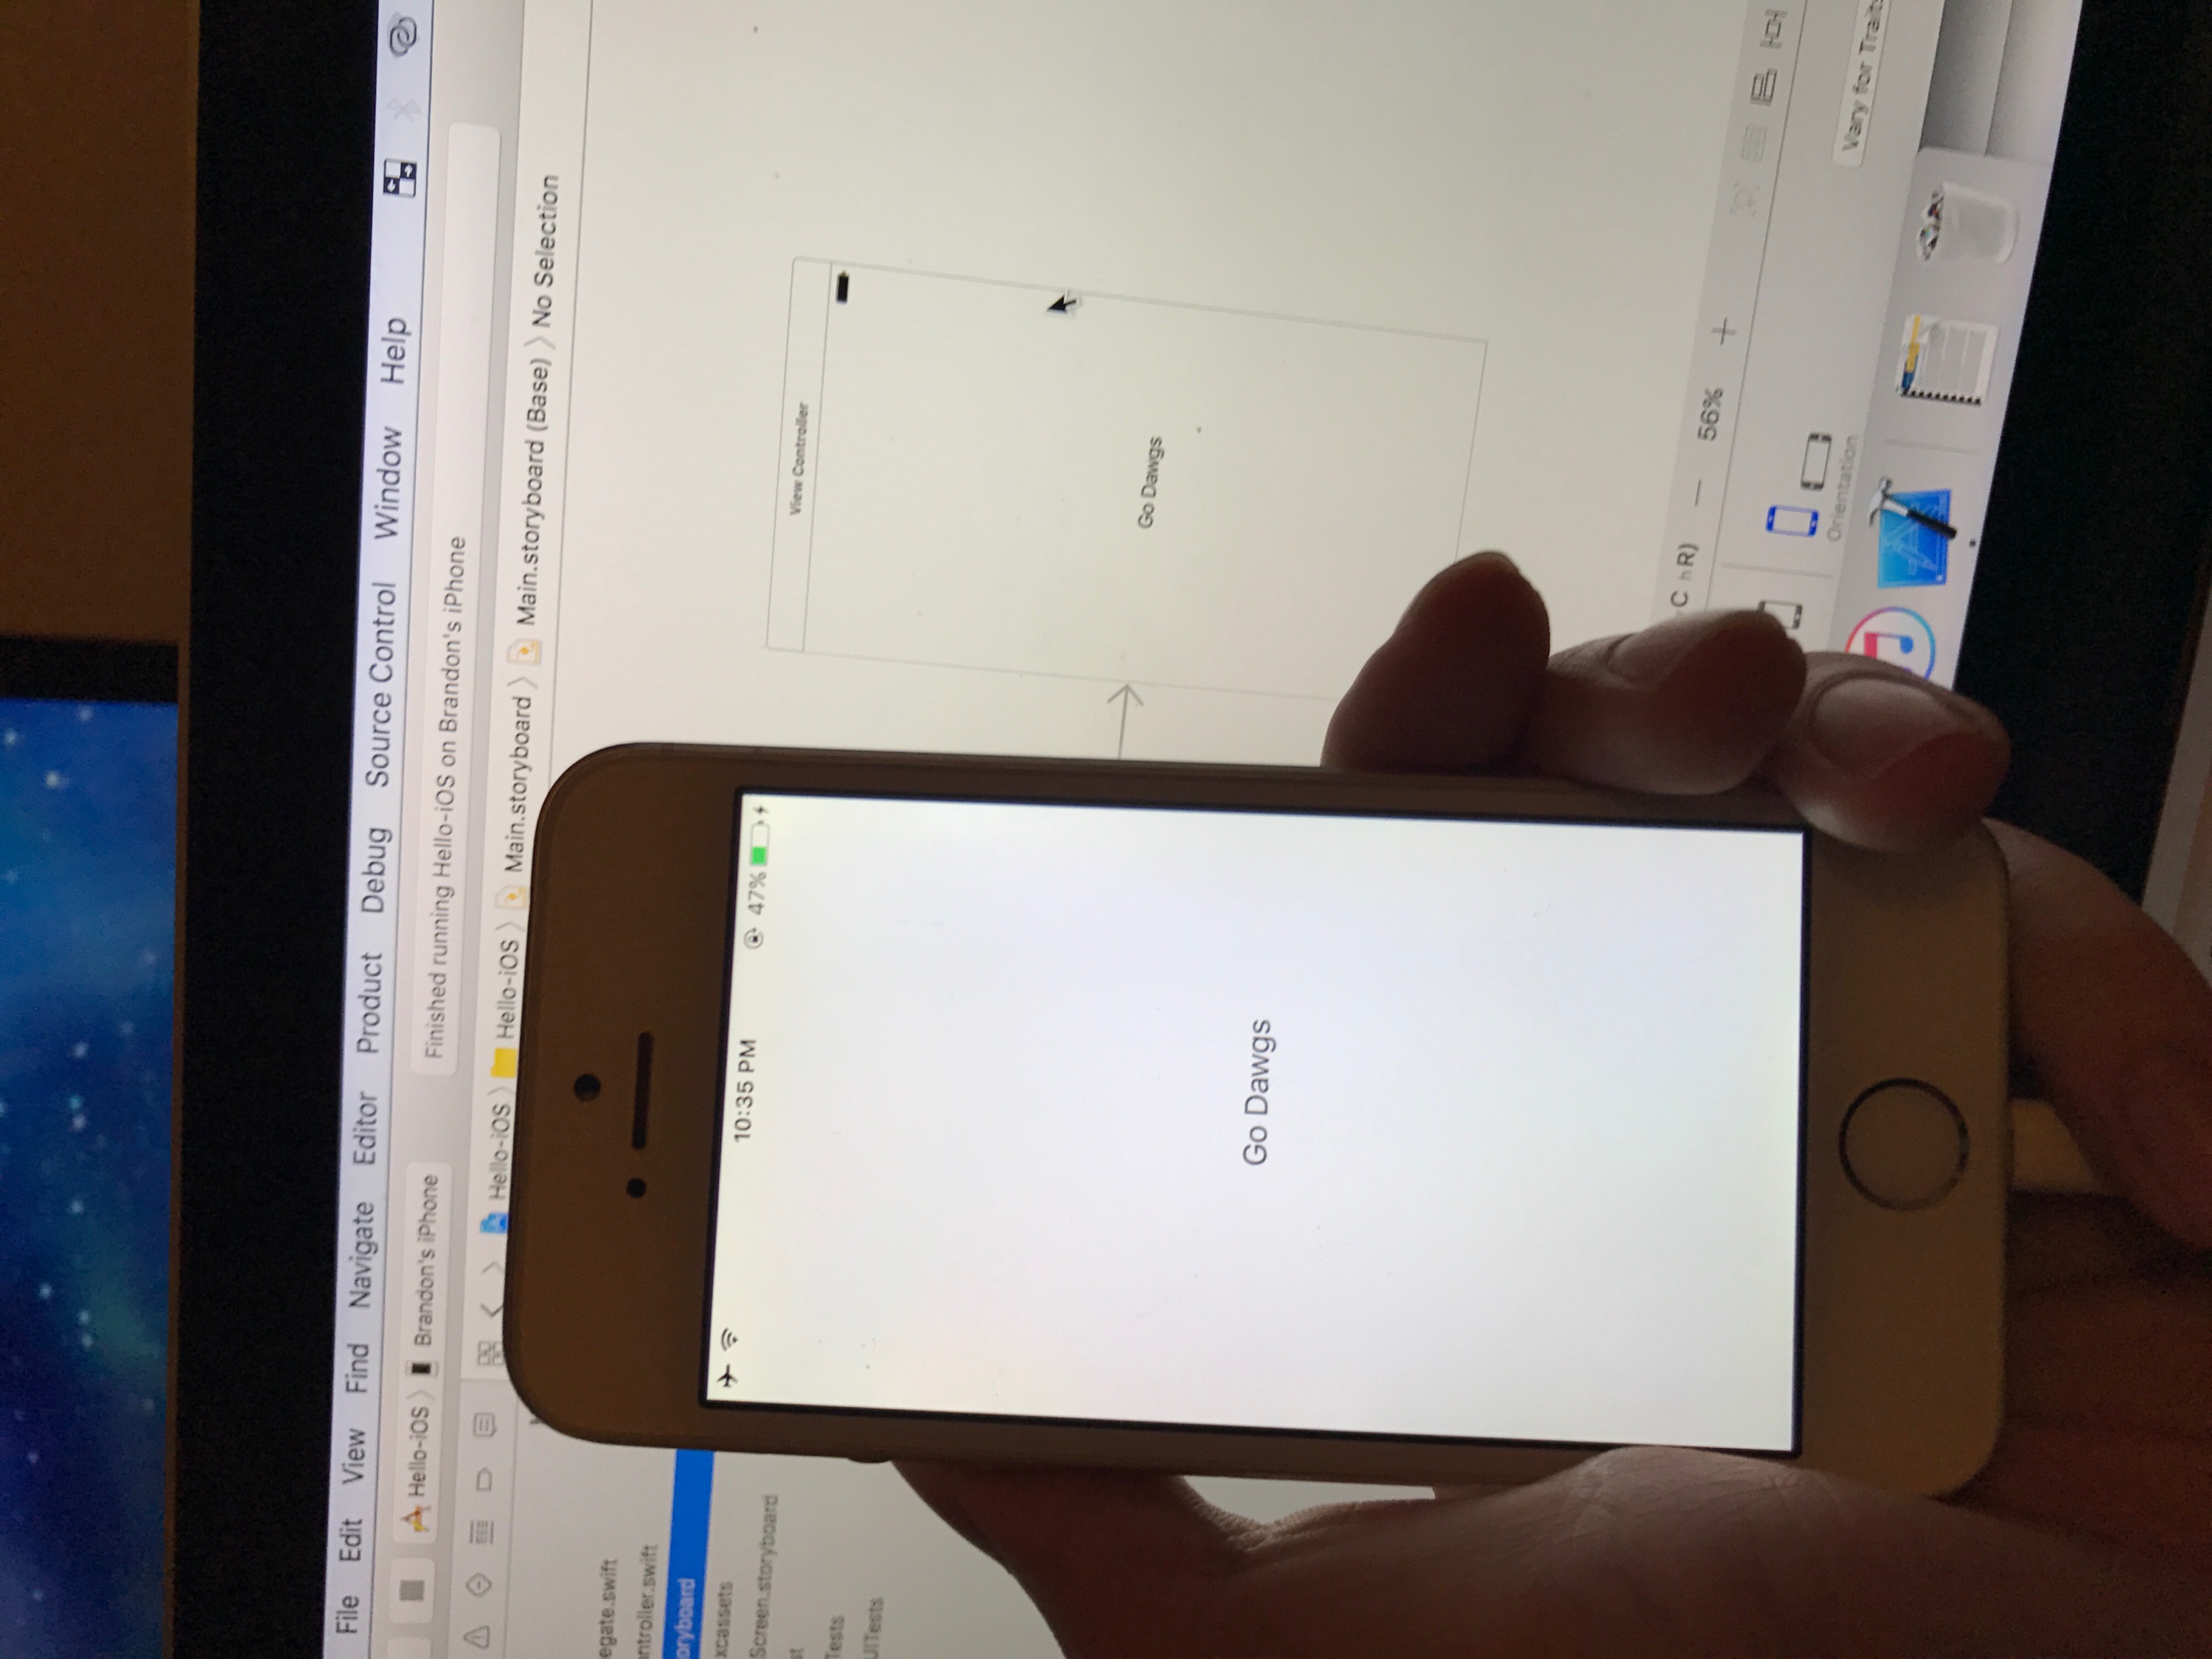 File Edit View Find Navigate Editor Product Debug Source Control Window Help
Hello-iOS Brandon's iPhone
Finished running Hello-iOS on Brandon's iPhone
Hello-iOS Hello-iOS Main.storyboard Main.storyboard (Base) No Selection
egate.swift
ntroller.swift
oryboard
xcassets
Screen.storyboard
st
Tests
UITests
10:35 PM 47%
Go Dawgs
View Controller
Go Dawgs
C hR) — 56% +
Orientation
Vary for Traits